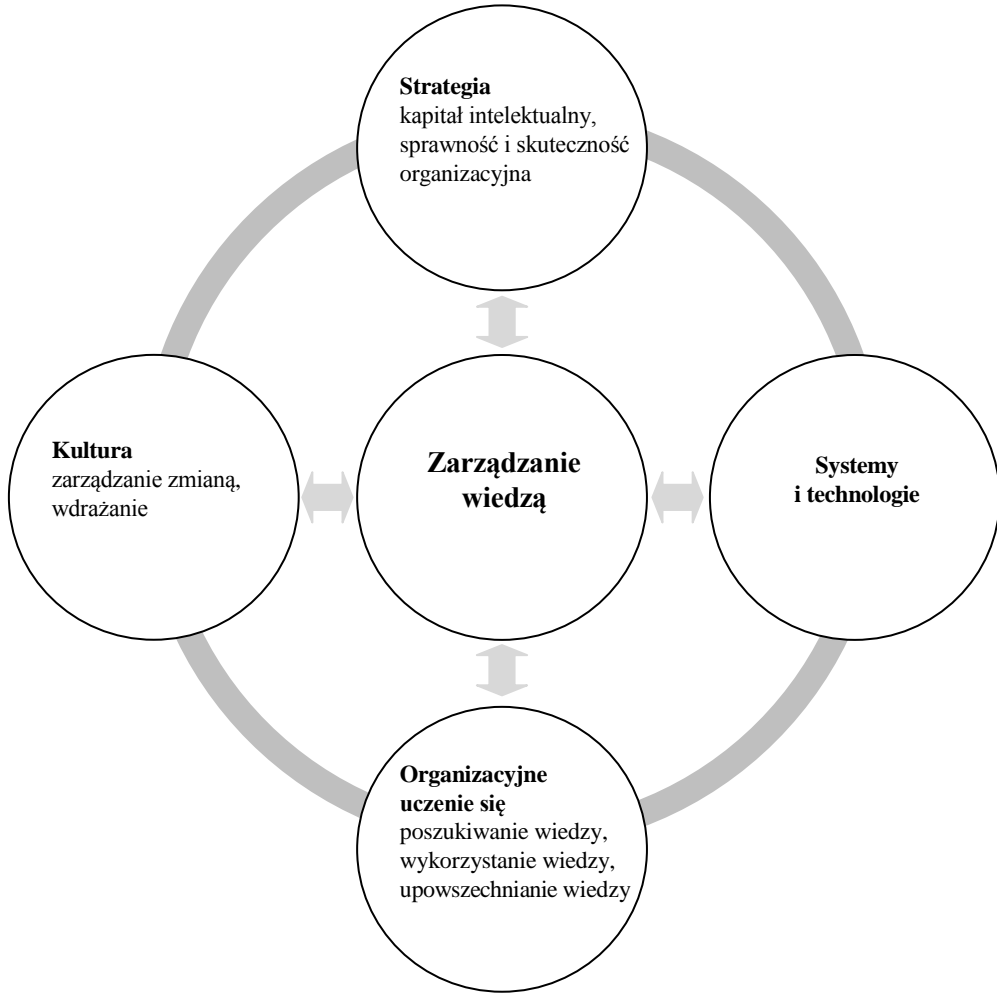 Strategia
kapitał intelektualny,
sprawność i skuteczność
organizacyjna
Kultura
zarządzanie zmianą,
wdrażanie
Zarządzanie
wiedzą
Systemy
i technologie
Organizacyjne
uczenie się
poszukiwanie wiedzy,
wykorzystanie wiedzy,
upowszechnianie wiedzy